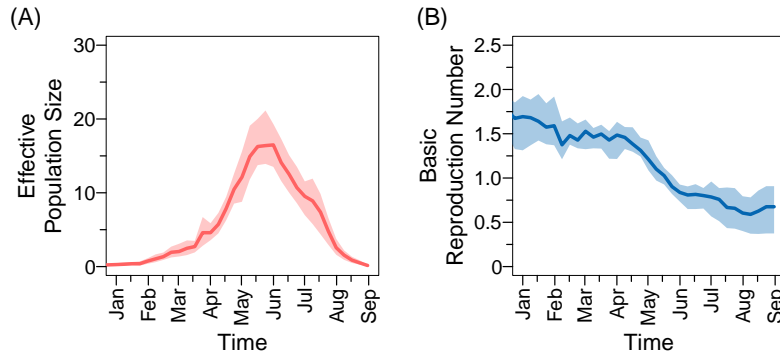 (A)
Effective
Population Size
30
20
10
0
Jan
Feb
Mar
Apr
May
Jun
Jul
Aug
Sep
Time
(B)
Basic
Reproduction Number
2.5
2.0
1.5
1.0
0.5
0
Jan
Feb
Mar
Apr
May
Jun
Jul
Aug
Sep
Time